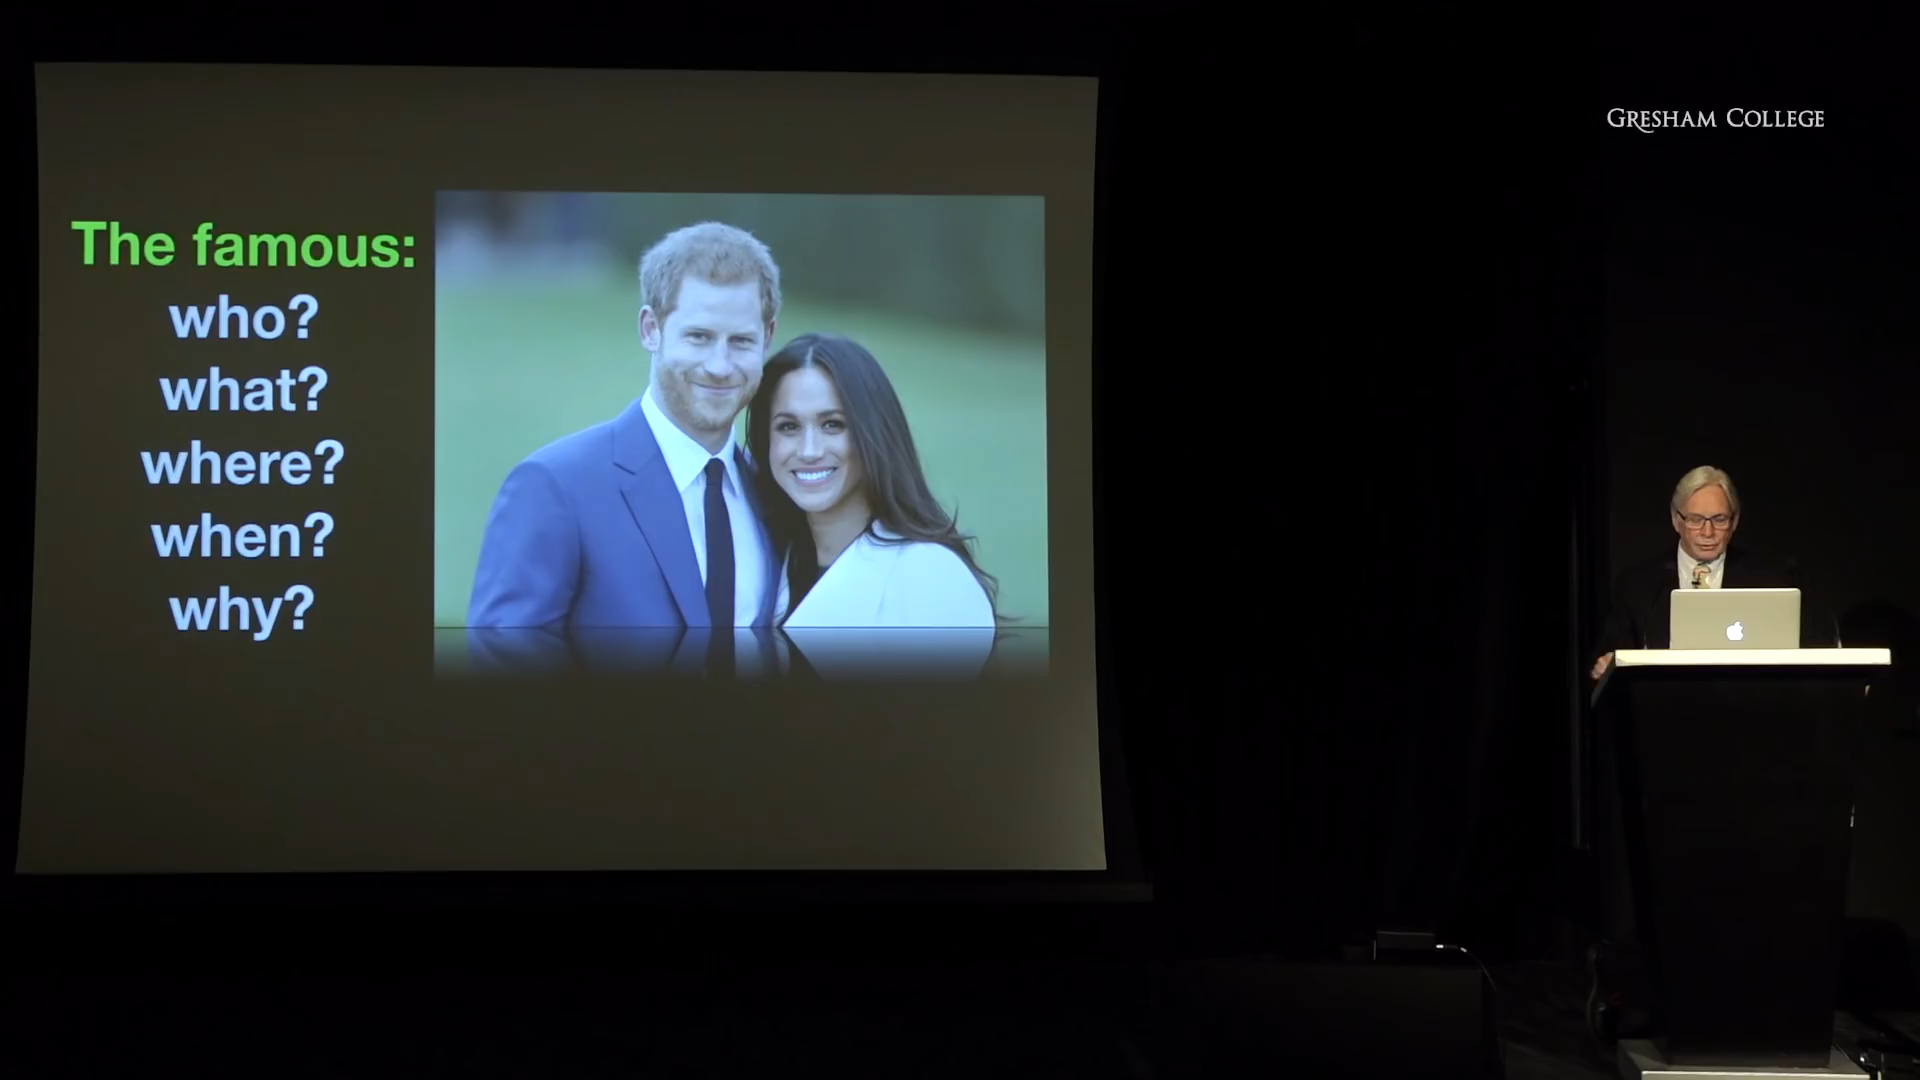 The famous:
who?
what?
where?
when?
why?
GRESHAM COLLEGE